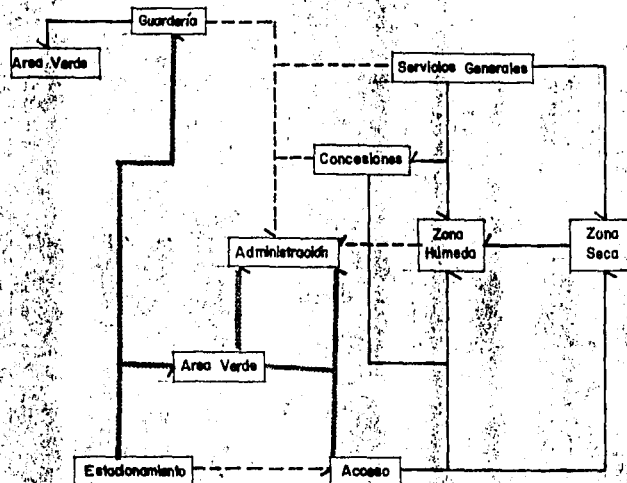 Guardería
Area Verde
Servicios Generales
Concesiones
Administración
Zona
Húmeda
Zona
Seca
Area Verde
Estacionamiento
Acceso